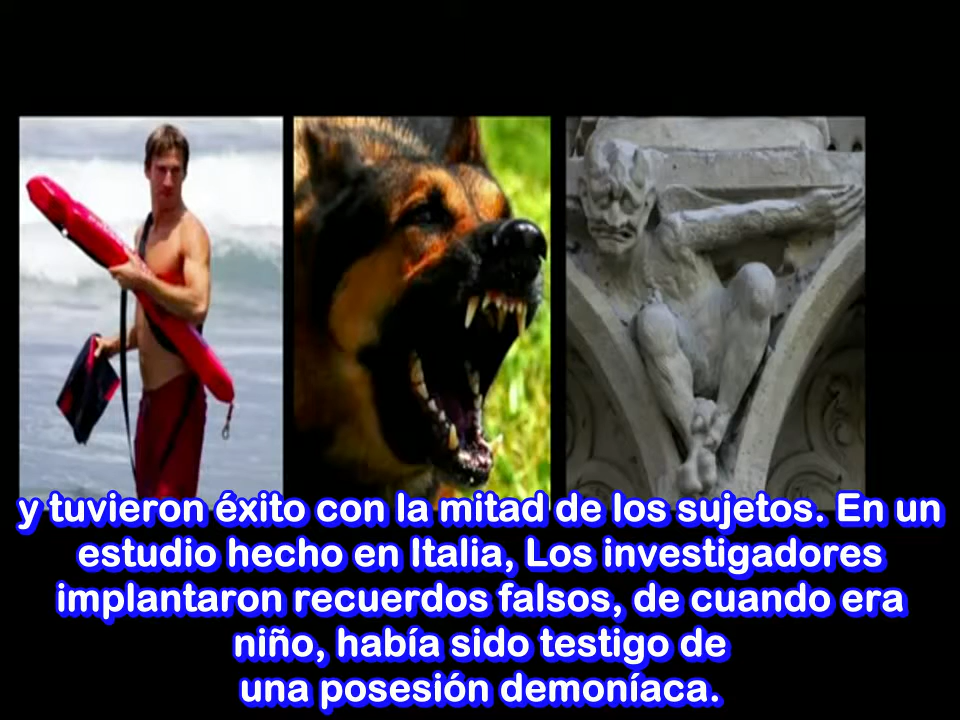 y tuvieron éxito con la mitad de los sujetos. En un
estudio hecho en Italia, Los investigadores
implantaron recuerdos falsos, de cuando era
niño, había sido testigo de
una posesión demoníaca.